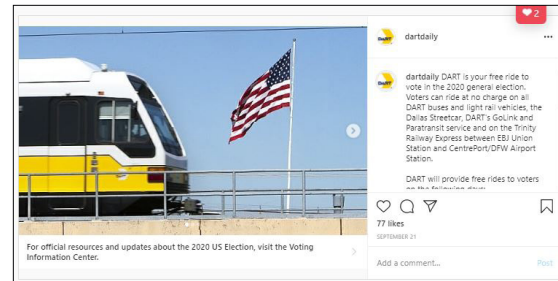 2
dartdaily
dartdaily DART is your free ride to
vote in the 2020 general election.
Voters can ride at no charge on all
DART buses and light rail vehicles, the
Dallas Streetcar, DART's GoLink and
Paratransit service and on the Trinity
Railway Express between EBJ Union
Station and CentrePort/DFW Airport
Station.
DART will provide free rides to voters
on the following days:
77 likes
SEPTEMBER 21
For official resources and updates about the 2020 US Election, visit the Voting
Information Center.
Add a comment...
Post